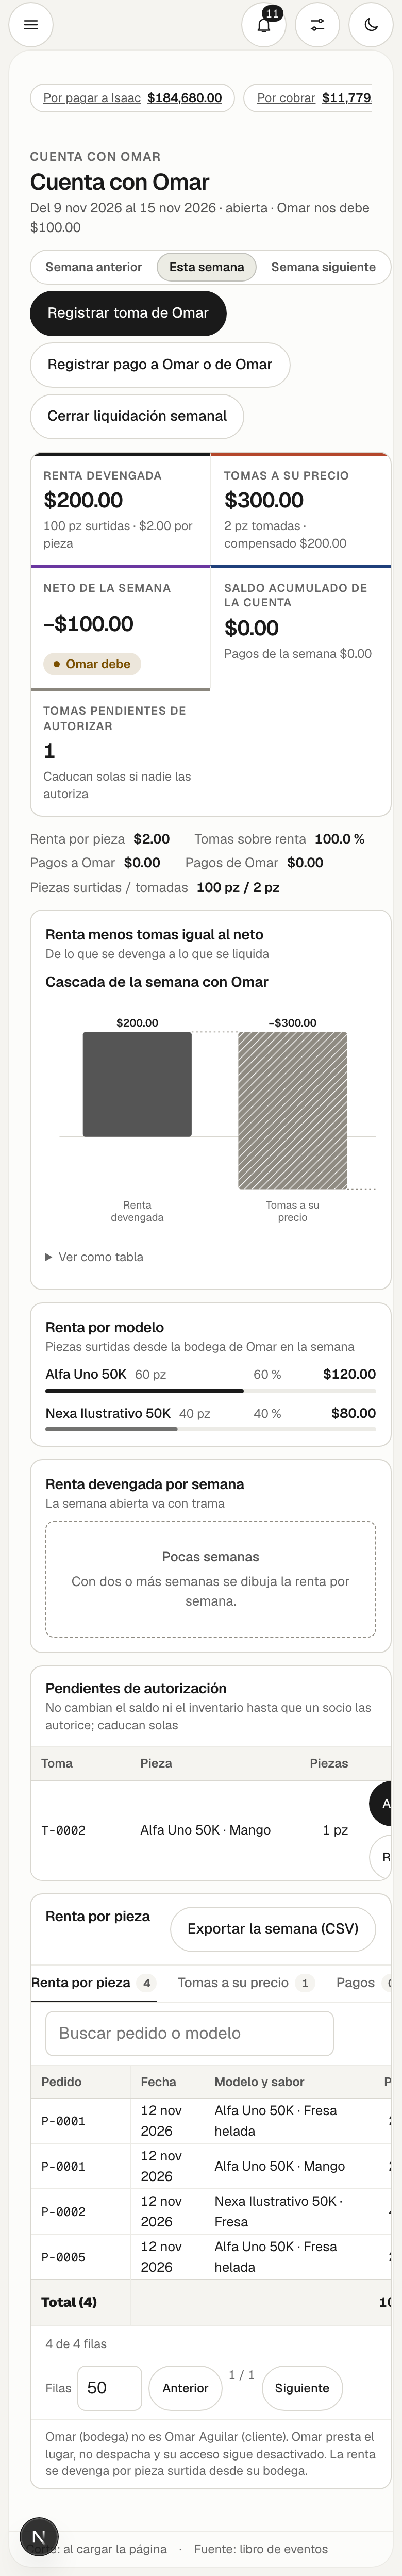 11
Por pagar a Isaac $184,680.00 Por cobrar $11,779.
CUENTA CON OMAR
Cuenta con Omar
Del 9 nov 2026 al 15 nov 2026 · abierta · Omar nos debe
$100.00
Semana anterior Esta semana Semana siguiente
Registrar toma de Omar
Registrar pago a Omar o de Omar
Cerrar liquidación semanal
RENTA DEVENGADA
$200.00
100 pz surtidas · $2.00 por
pieza
TOMAS A SU PRECIO
$300.00
2 pz tomadas ·
compensado $200.00
NETO DE LA SEMANA
−$100.00
Omar debe
SALDO ACUMULADO DE
LA CUENTA
$0.00
Pagos de la semana $0.00
TOMAS PENDIENTES DE
AUTORIZAR
1
Caducan solas si nadie las
autoriza
Renta por pieza $2.00 Tomas sobre renta 100.0 %
Pagos a Omar $0.00 Pagos de Omar $0.00
Piezas surtidas / tomadas 100 pz / 2 pz
Renta menos tomas igual al neto
De lo que se devenga a lo que se liquida
Cascada de la semana con Omar
$200.00 −$300.00
Renta
devengada
Tomas a su
precio
Ver como tabla
Renta por modelo
Piezas surtidas desde la bodega de Omar en la semana
Alfa Uno 50K 60 pz 60 % $120.00
Nexa Ilustrativo 50K 40 pz 40 % $80.00
Renta devengada por semana
La semana abierta va con trama
Pocas semanas
Con dos o más semanas se dibuja la renta por
semana.
Pendientes de autorización
No cambian el saldo ni el inventario hasta que un socio las
autorice; caducan solas
Toma Pieza Piezas
T-0002 Alfa Uno 50K · Mango 1 pz
Renta por pieza
Exportar la semana (CSV)
Renta por pieza 4 Tomas a su precio 1 Pagos
Buscar pedido o modelo
Pedido Fecha Modelo y sabor
P-0001 12 nov
2026 Alfa Uno 50K · Fresa
helada
P-0001 12 nov
2026 Alfa Uno 50K · Mango
P-0002 12 nov
2026 Nexa Ilustrativo 50K ·
Fresa
P-0005 12 nov
2026 Alfa Uno 50K · Fresa
helada
Total (4)
4 de 4 filas
Filas 50 Anterior 1 / 1 Siguiente
Omar (bodega) no es Omar Aguilar (cliente). Omar presta el
lugar, no despacha y su acceso sigue desactivado. La renta
se devenga por pieza surtida desde su bodega.
N
al cargar la página · Fuente: libro de eventos